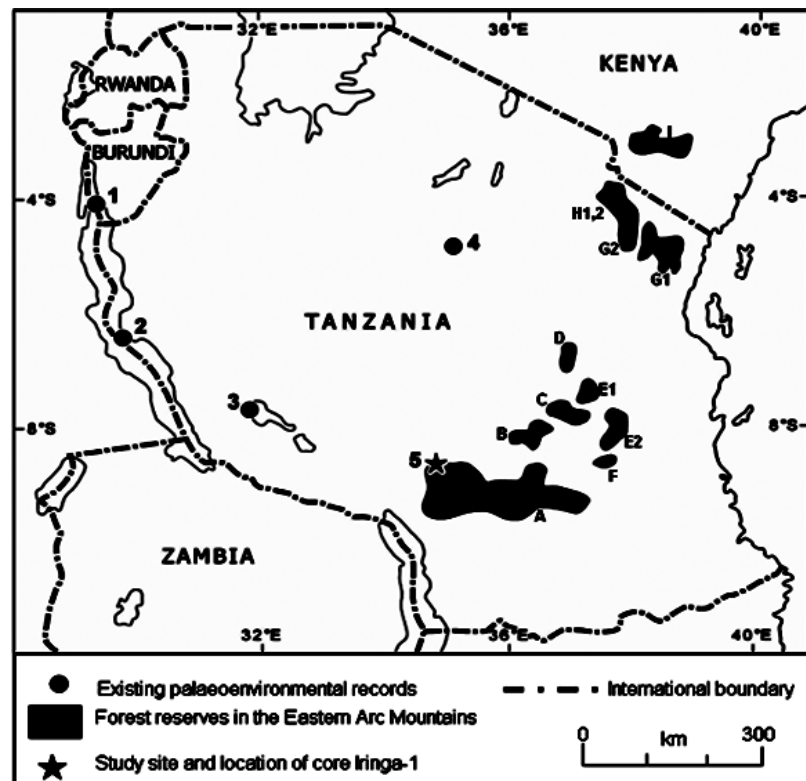 32°E 36°E 40°E
KENYA
RWANDA
BURUNDI
I
1
4°S 4°S
H1,2
4
G2
G1
TANZANIA
2
D
E1
3
C
B
8°S 8°S
E2
5
F
A
ZAMBIA
32°E 36°E 40°E
Existing palaeoenvironmental records
International boundary
Forest reserves in the Eastern Arc Mountains
0 km 300
Study site and location of core Iringa-1